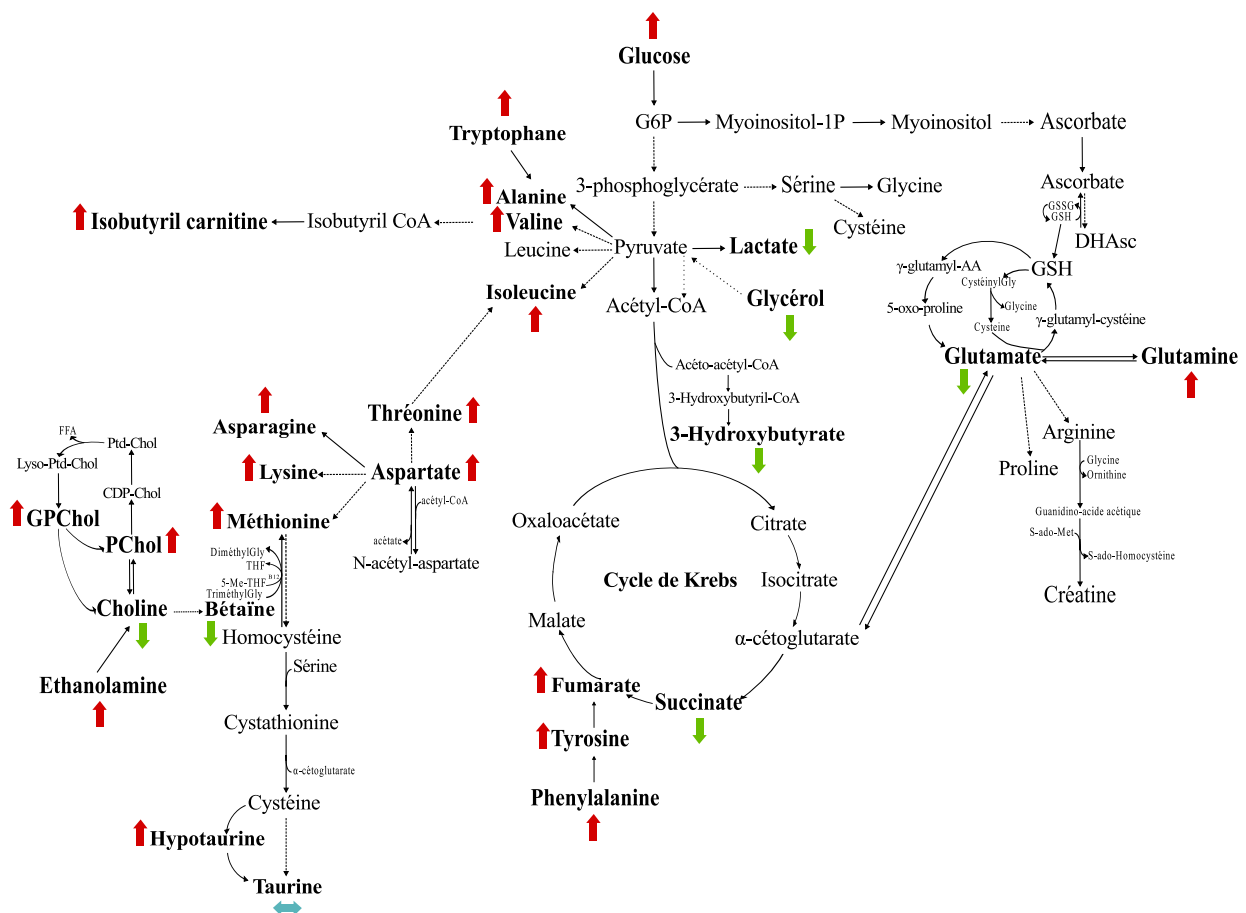 Glucose
G6P
Myoinositol-1P
Myoinositol
Ascorbate
Tryptophane
3-phosphoglycérate
Sérine
Glycine
Ascorbate
GSSG
GSH
Alanine
Isobutyril carnitine
Isobutyril CoA
Valine
Cystéine
DHAsc
Leucine
Pyruvate
Lactate
γ-glutamyl-AA
GSH
CystéinylGly
Isoleucine
Acétyl-CoA
Glycérol
5-oxo-proline
Glycine
γ-glutamyl-cystéine
Cysteine
Glutamate
Glutamine
Acéto-acétyl-CoA
3-Hydroxybutyril-CoA
3-Hydroxybutyrate
Asparagine
Thréonine
Arginine
FFA
Ptd-Chol
Lyso-Ptd-Chol
Lysine
Aspartate
Proline
Glycine
Ornithine
CDP-Chol
acétyl-CoA
GPChol
Méthionine
Oxaloacétate
Citrate
Guanidino-acide acétique
PChol
acétate
S-ado-Met
DiméthylGly
THF
N-acétyl-aspartate
S-ado-Homocystéine
B12
5-Me-THF
TriméthylGly
Cycle de Krebs
Isocitrate
Créatine
Choline
Bétaïne
Malate
Homocystéine
α-cétoglutarate
Sérine
Ethanolamine
Fumarate
Succinate
Cystathionine
Tyrosine
α-cétoglutarate
Phenylalanine
Cystéine
Hypotaurine
Taurine